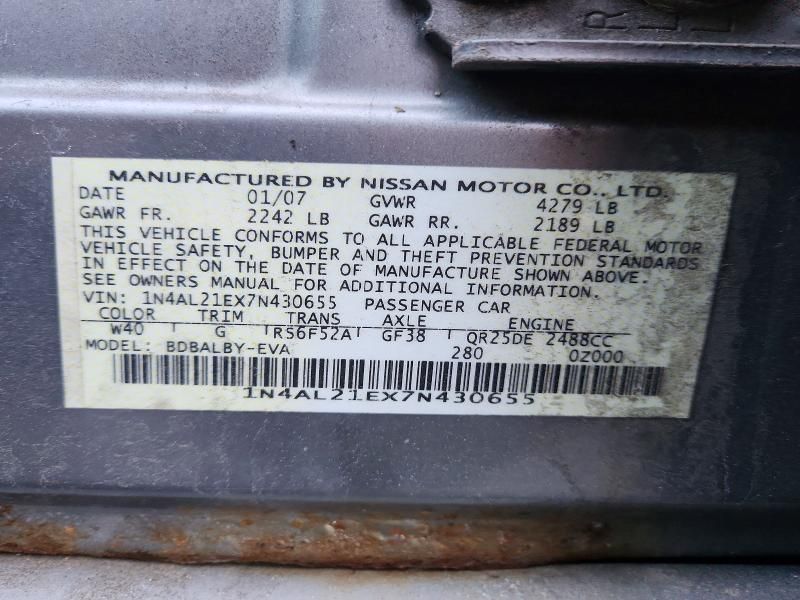 R L L
MANUFACTURED BY NISSAN MOTOR CO., LTD.
DATE 01/07 GVWR 4279 LB
GAWR FR. 2242 LB GAWR RR. 2189 LB
THIS VEHICLE CONFORMS TO ALL APPLICABLE FEDERAL MOTOR
VEHICLE SAFETY, BUMPER AND THEFT PREVENTION STANDARDS
IN EFFECT ON THE DATE OF MANUFACTURE SHOWN ABOVE.
SEE OWNERS MANUAL FOR ADDITIONAL INFORMATION.
VIN: 1N4AL21EX7N430655 PASSENGER CAR
COLOR TRIM TRANS AXLE ENGINE
W40 G RS6F52A GF38 QR25DE 2488CC
MODEL: BDBALBY-EVA 280 0Z000
1N4AL21EX7N430655